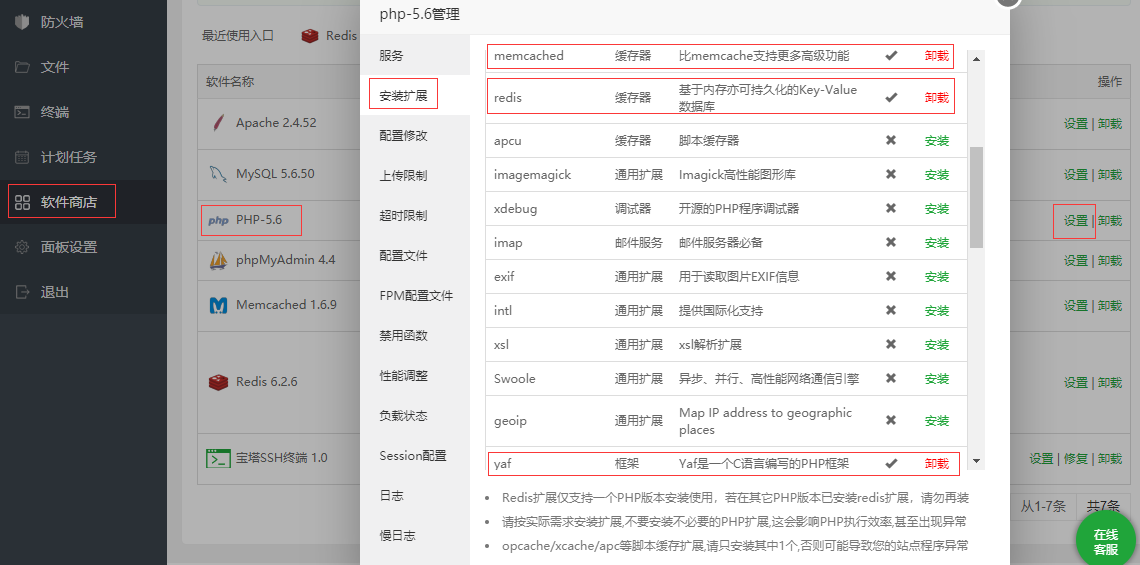 防火墙
文件
终端
计划任务
软件商店
面板设置
退出
最近使用入口 Redis
软件名称 操作
Apache 2.4.52 设置 | 卸载
MySQL 5.6.50 设置 | 卸载
php PHP-5.6 设置 | 卸载
phpMyAdmin 4.4 设置 | 卸载
Memcached 1.6.9 设置 | 卸载
Redis 6.2.6 设置 | 卸载
宝塔SSH终端 1.0 设置 | 修复 | 卸载
从1-7条 共7条
在线
客服
php-5.6管理
服务
安装扩展
配置修改
上传限制
超时限制
配置文件
FPM配置文件
禁用函数
性能调整
负载状态
Session配置
日志
慢日志
memcached 缓存器 比memcache支持更多高级功能 卸载
redis 缓存器 基于内存亦可持久化的Key-Value
数据库 卸载
apcu 缓存器 脚本缓存器 安装
imagemagick 通用扩展 Imagick高性能图形库 安装
xdebug 调试器 开源的PHP程序调试器 安装
imap 邮件服务 邮件服务器必备 安装
exif 通用扩展 用于读取图片EXIF信息 安装
intl 通用扩展 提供国际化支持 安装
xsl 通用扩展 xsl解析扩展 安装
Swoole 通用扩展 异步、并行、高性能网络通信引擎 安装
geoip 通用扩展 Map IP address to geographic
places 安装
yaf 框架 Yaf是一个C语言编写的PHP框架 卸载
Redis扩展仅支持一个PHP版本安装使用，若在其它PHP版本已安装redis扩展，请勿再装
请按实际需求安装扩展,不要安装不必要的PHP扩展,这会影响PHP执行效率,甚至出现异常
opcache/xcache/apc等脚本缓存扩展,请只安装其中1个,否则可能导致您的站点程序异常